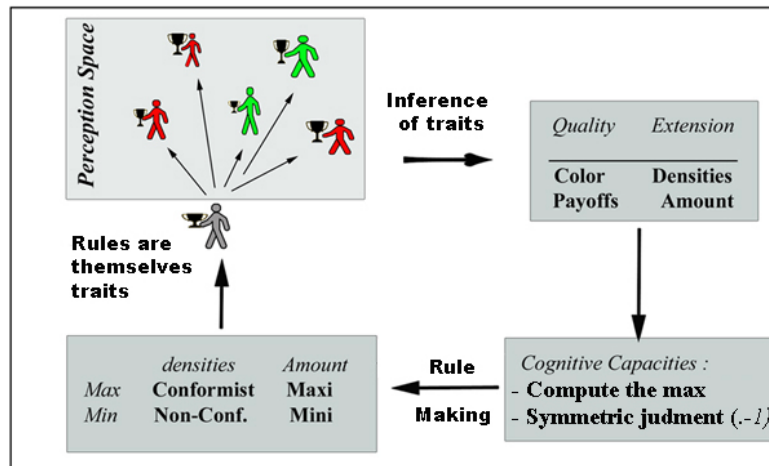 Perception Space
Inference
of traits
Quality Extension
Color Densities
Payoffs Amount
Rules are
themselves
traits
densities Amount
Max Conformist Maxi
Min Non-Conf. Mini
Rule
Making
Cognitive Capacities :
- Compute the max
- Symmetric judgment (.-1)